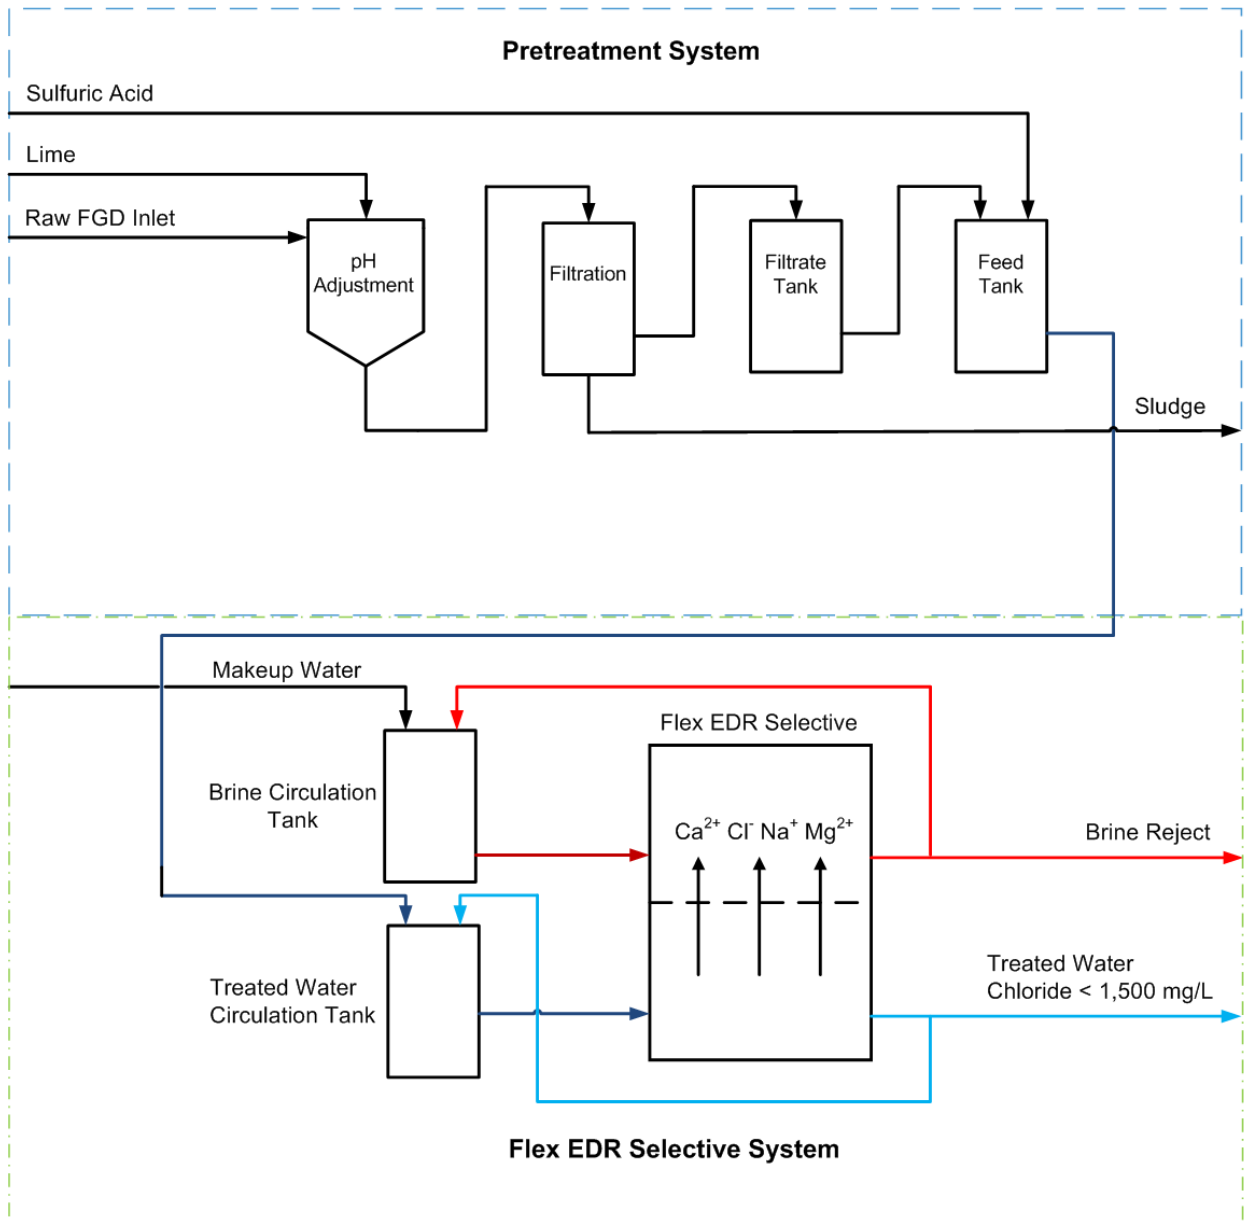 Pretreatment System
Sulfuric Acid
Lime
Raw FGD Inlet
pH
Adjustment
Filtration
Filtrate
Tank
Feed
Tank
Sludge
Makeup Water
Flex EDR Selective
Brine Circulation
Tank
Ca²⁺ Cl⁻ Na⁺ Mg²⁺
Brine Reject
Treated Water
Circulation Tank
Treated Water
Chloride < 1,500 mg/L
Flex EDR Selective System